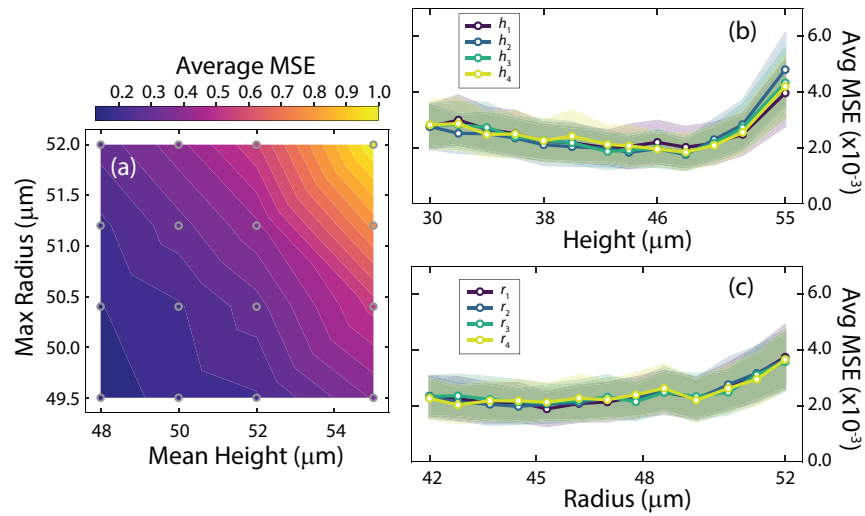 Average MSE
0.2 0.3 0.4 0.5 0.6 0.7 0.8 0.9 1.0
(a)
Max Radius (μm)
52.0
51.5
51.0
50.5
50.0
49.5
48 50 52 54
Mean Height (μm)
(b)
h1
h2
h3
h4
6.0
4.0
2.0
0.0
Avg MSE (x10-3)
30 38 46 55
Height (μm)
(c)
r1
r2
r3
r4
6.0
4.0
2.0
0.0
Avg MSE (x10-3)
42 45 48 52
Radius (μm)